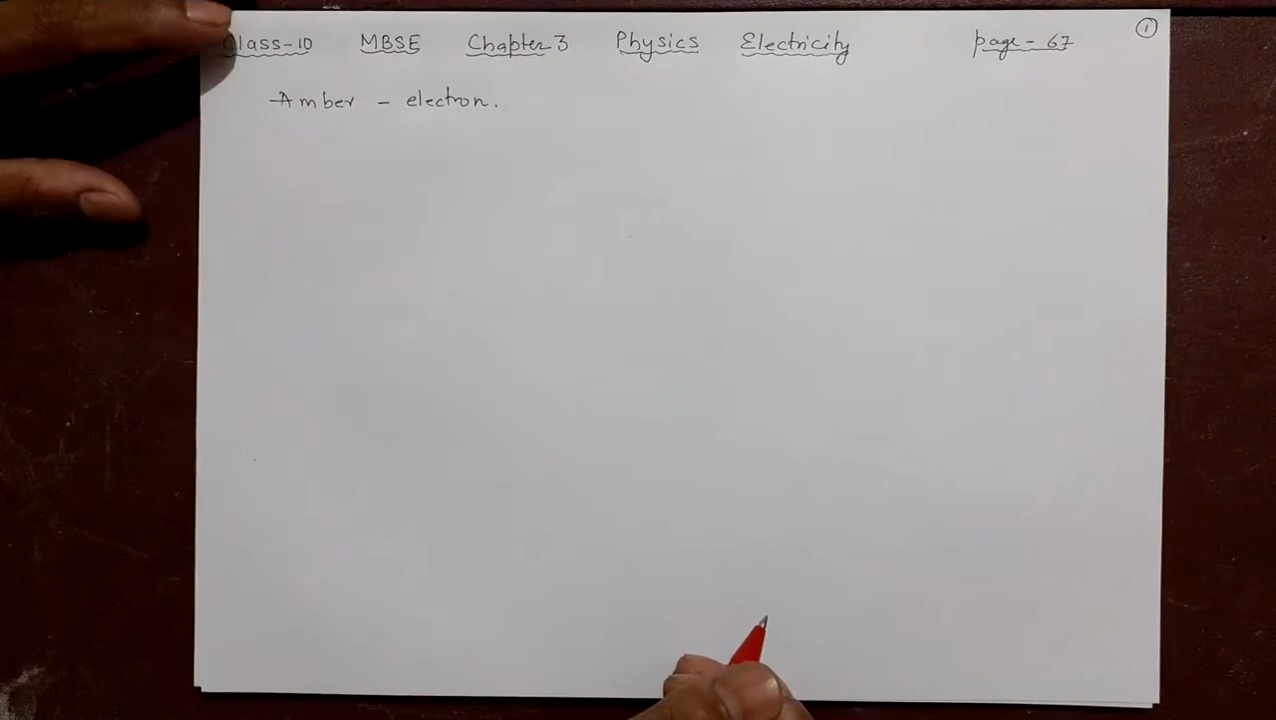 Class-10 MBSE Chapter 3 Physics Electricity page - 67 1
Amber - electron.